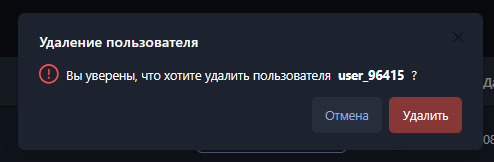 Удаление пользователя
Вы уверены, что хотите удалить пользователя user_96415 ?
Отмена
Удалить